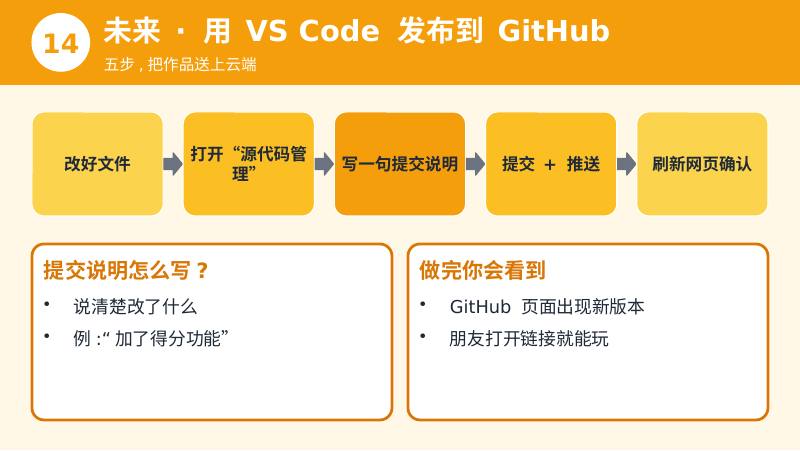 14
未来 · 用 VS Code 发布到 GitHub
五步，把作品送上云端
改好文件
打开“源代码管
理”
写一句提交说明
提交 + 推送
刷新网页确认
提交说明怎么写？
• 说清楚改了什么
• 例：“加了得分功能”
做完你会看到
• GitHub 页面出现新版本
• 朋友打开链接就能玩